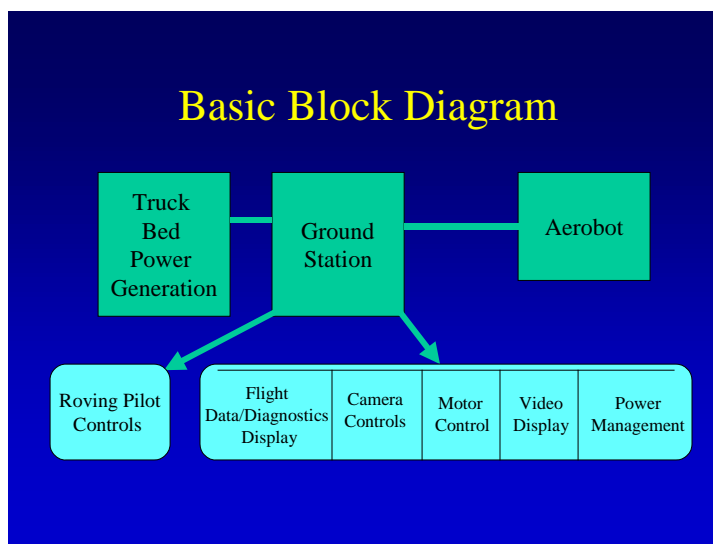 Basic Block Diagram
Truck
Bed
Power
Generation
Ground
Station
Aerobot
Roving Pilot
Controls
Flight
Data/Diagnostics
Display
Camera
Controls
Motor
Control
Video
Display
Power
Management